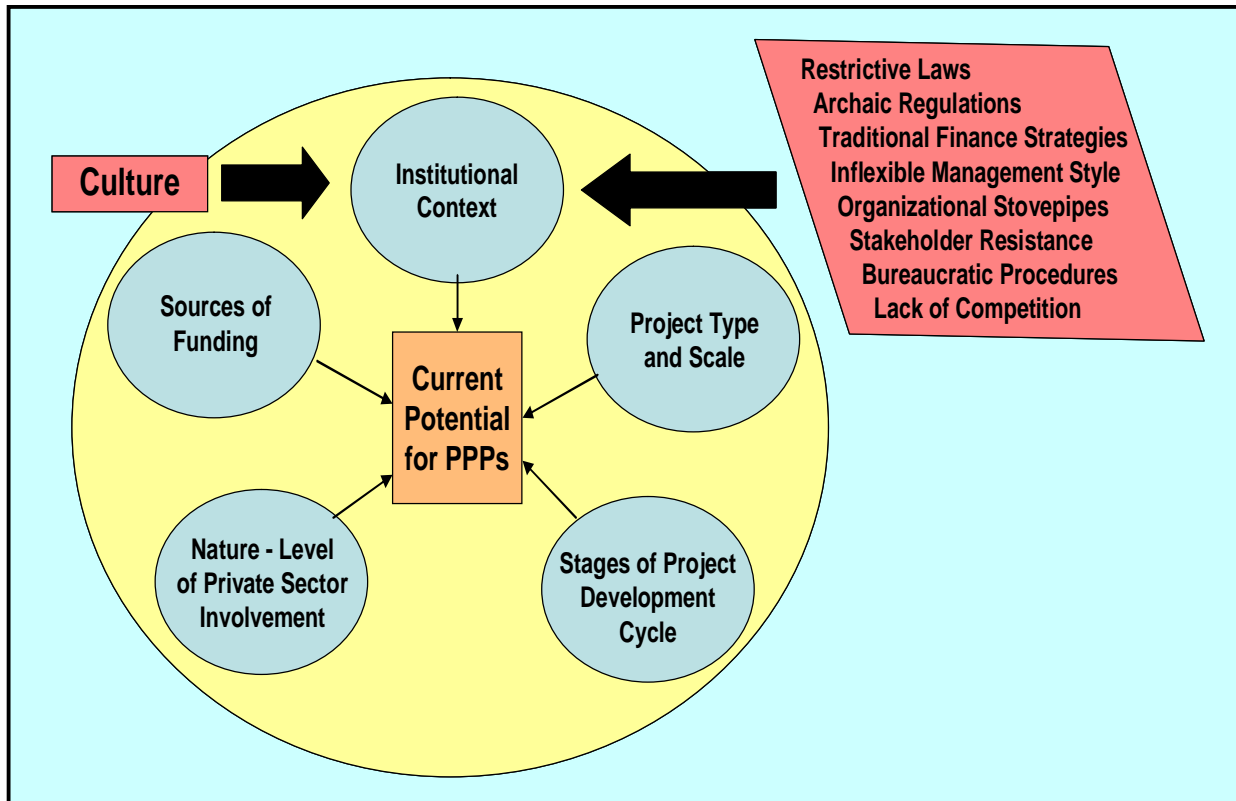 Restrictive Laws
Archaic Regulations
Traditional Finance Strategies
Inflexible Management Style
Organizational Stovepipes
Stakeholder Resistance
Bureaucratic Procedures
Lack of Competition
Culture
Institutional
Context
Sources of
Funding
Project Type
and Scale
Current
Potential
for PPPs
Nature - Level
of Private Sector
Involvement
Stages of Project
Development
Cycle